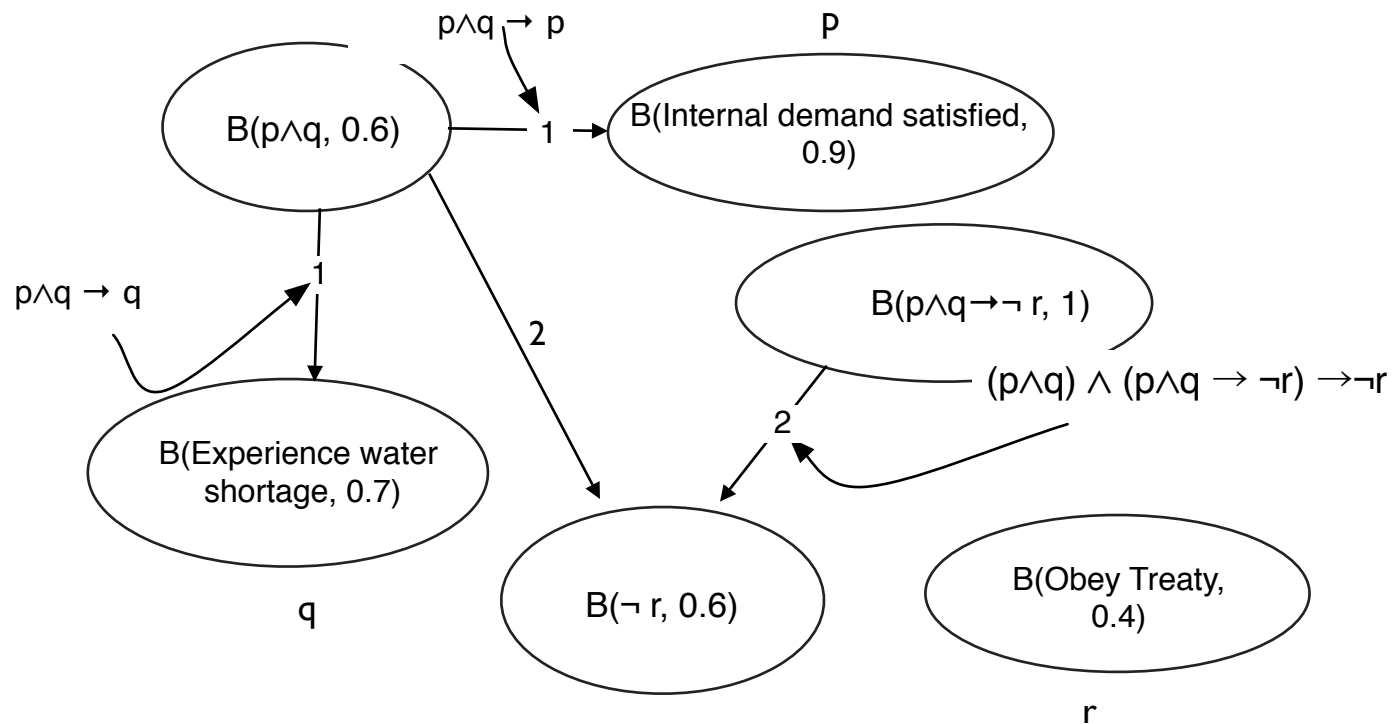 p∧q → p
p
B(p∧q, 0.6)
1
B(Internal demand satisfied,
0.9)
p∧q → q
1
B(p∧q→¬ r, 1)
2
(p∧q) ∧ (p∧q → ¬r) →¬r
2
B(Experience water
shortage, 0.7)
q
B(¬ r, 0.6)
B(Obey Treaty,
0.4)
r